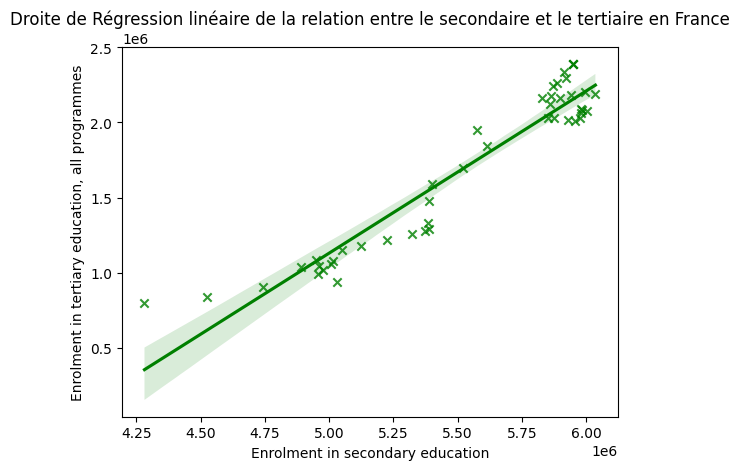 Droite de Régression linéaire de la relation entre le secondaire et le tertiaire en France
1e6
2.5
2.0
1.5
1.0
0.5
Enrolment in tertiary education, all programmes
4.25 4.50 4.75 5.00 5.25 5.50 5.75 6.00
1e6
Enrolment in secondary education